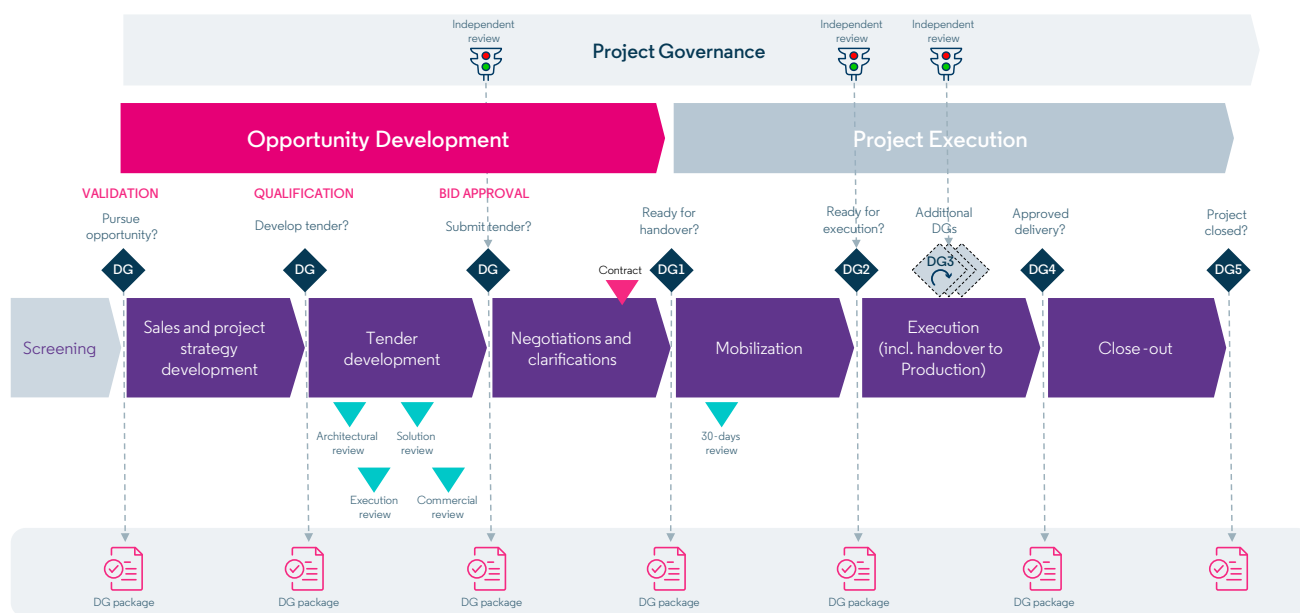 Independent
review
Project Governance
Independent
review
Independent
review
Opportunity Development
Project Execution
VALIDATION
QUALIFICATION
BID APPROVAL
Pursue
opportunity?
Develop tender?
Submit tender?
Ready for
handover?
Ready for
execution?
Additional
DGs
Approved
delivery?
Project
closed?
DG
DG
DG
Contract
DG1
DG2
DG3
DG4
DG5
Screening
Sales and project
strategy
development
Tender
development
Negotiations and
clarifications
Mobilization
Execution
(incl. handover to
Production)
Close-out
Architectural
review
Solution
review
30-days
review
Execution
review
Commercial
review
DG package
DG package
DG package
DG package
DG package
DG package